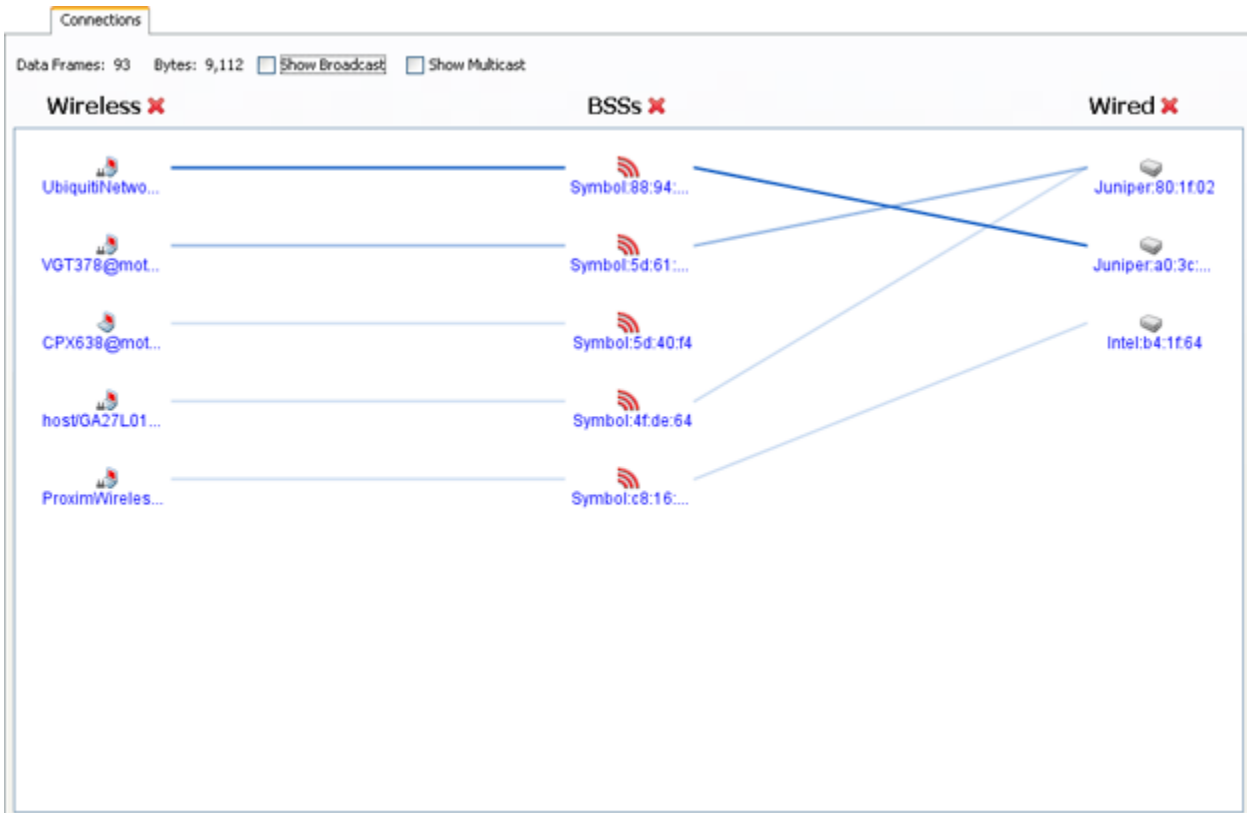 Connections
Data Frames: 93 Bytes: 9,112 Show Broadcast Show Multicast
Wireless BSSs Wired
UbiquitiNetwo... Symbol:88:94:... Juniper:80:1f:02
VGT378@mot... Symbol:5d:61:... Juniper:a0:3c:...
CPX638@mot... Symbol:5d:40:f4 Intel:b4:1f:64
host/GA27L01... Symbol:4f:de:64
ProximWireles... Symbol:c8:16:...